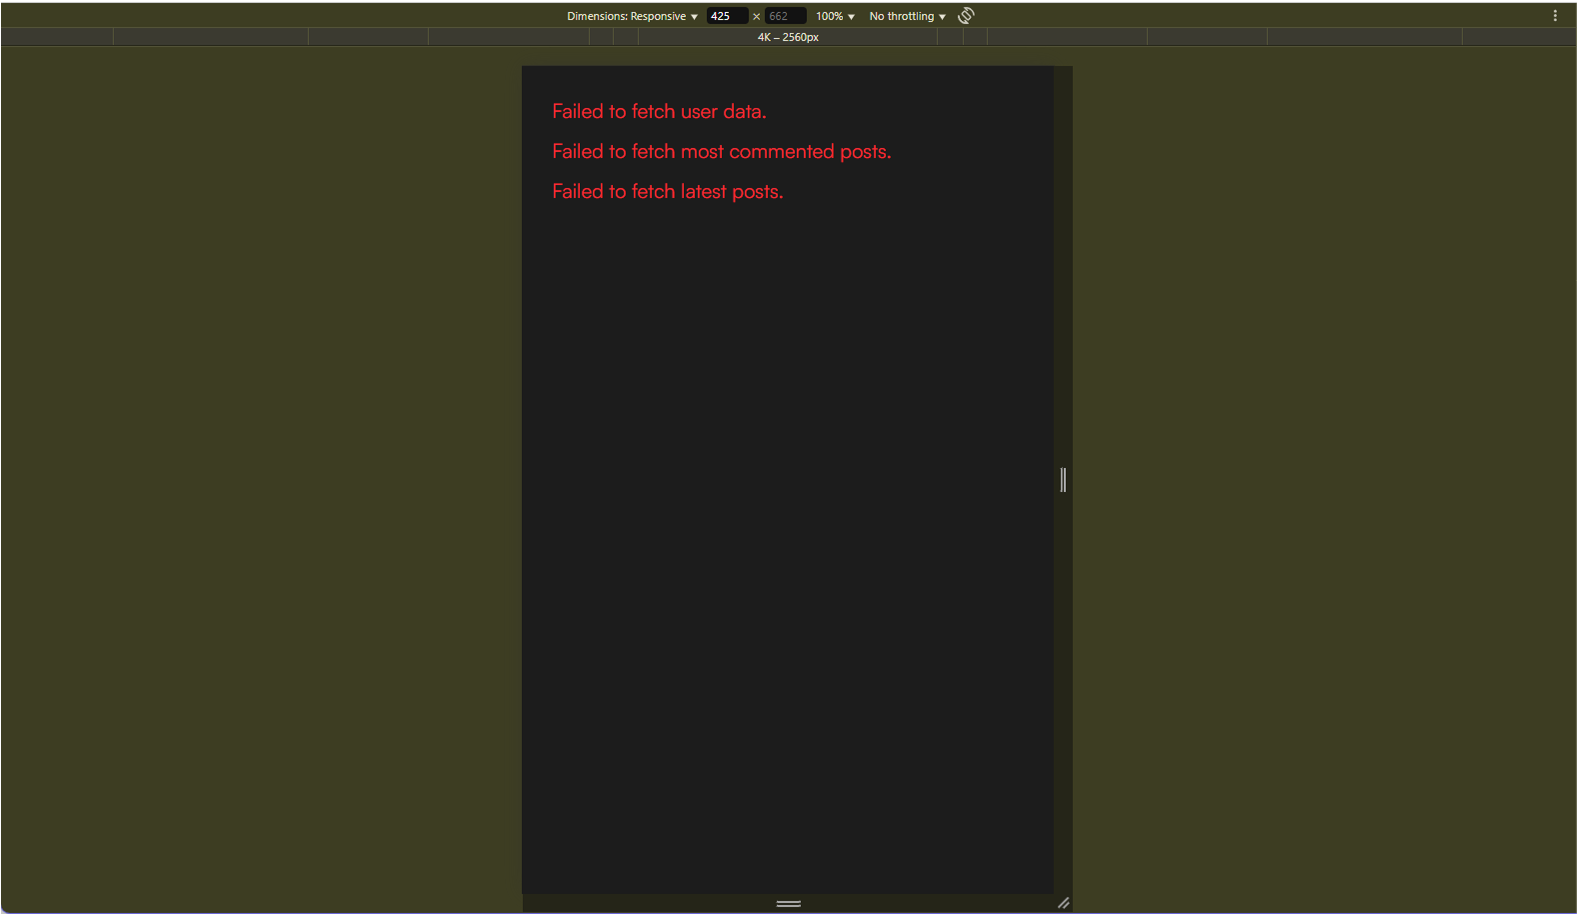 Dimensions: Responsive ▼ 425 × 662 100% ▼ No throttling ▼
4K – 2560px
Failed to fetch user data.
Failed to fetch most commented posts.
Failed to fetch latest posts.